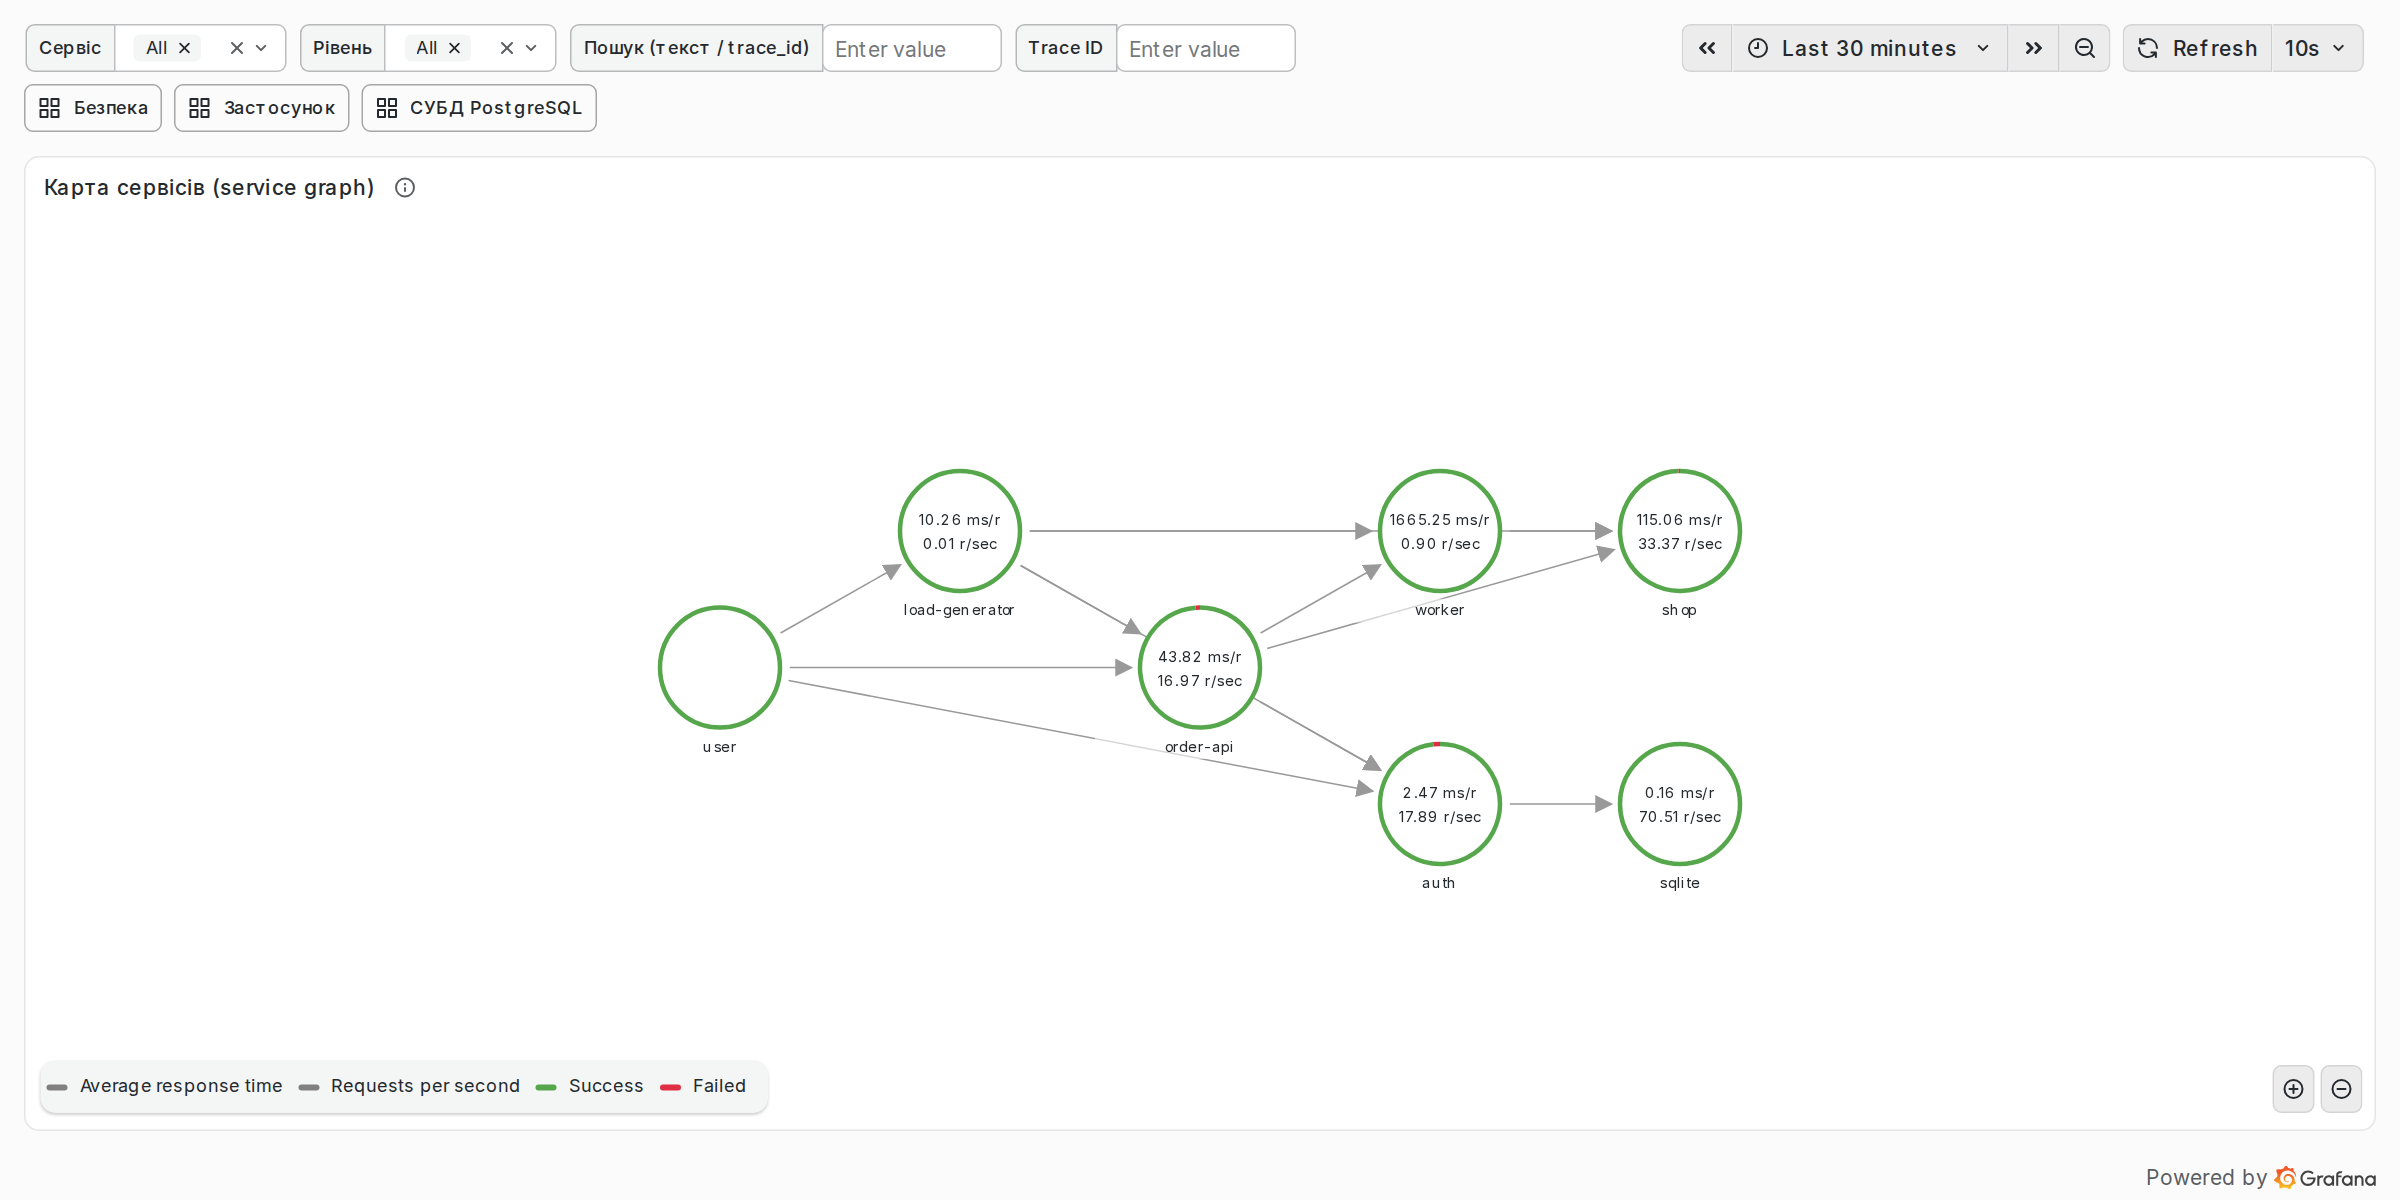 Сервіс All Рівень All Пошук (текст / trace_id) Enter value Trace ID Enter value Last 30 minutes Refresh 10s
Безпека Застосунок СУБД PostgreSQL
Карта сервісів (service graph)
10.26 ms/r
0.01 r/sec
load-generator
1665.25 ms/r
0.90 r/sec
worker
115.06 ms/r
33.37 r/sec
shop
user
43.82 ms/r
16.97 r/sec
order-api
2.47 ms/r
17.89 r/sec
auth
0.16 ms/r
70.51 r/sec
sqlite
Average response time Requests per second Success Failed
Powered by Grafana